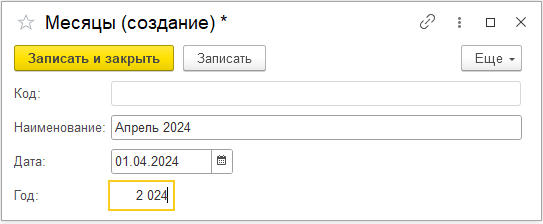 Месяцы (создание) *
Записать и закрыть Записать Еще
Код:
Наименование: Апрель 2024
Дата: 01.04.2024
Год: 2 024